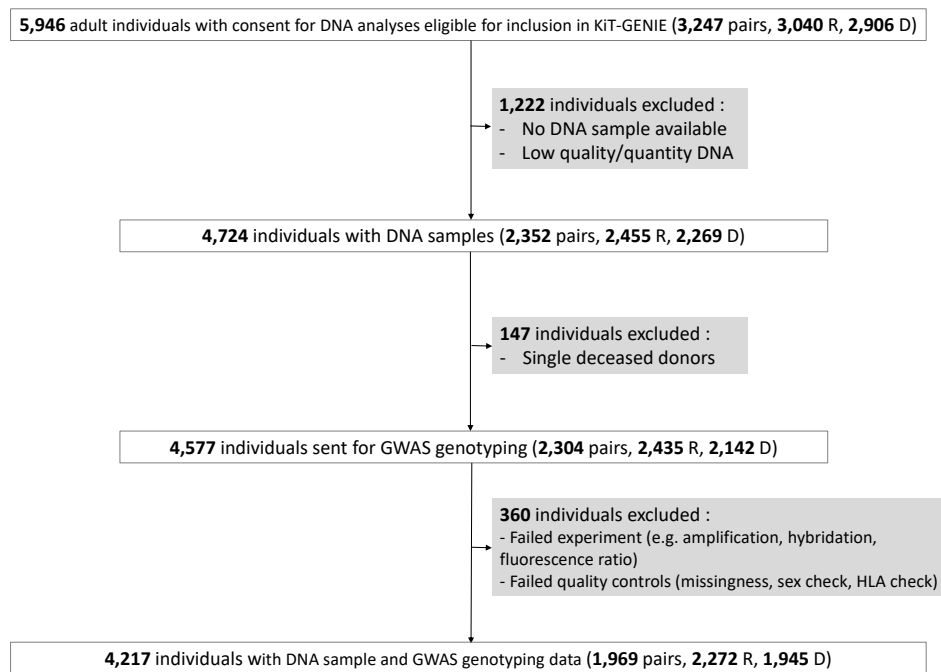 5,946 adult individuals with consent for DNA analyses eligible for inclusion in KiT-GENIE (3,247 pairs, 3,040 R, 2,906 D)
1,222 individuals excluded :
- No DNA sample available
- Low quality/quantity DNA
4,724 individuals with DNA samples (2,352 pairs, 2,455 R, 2,269 D)
147 individuals excluded :
- Single deceased donors
4,577 individuals sent for GWAS genotyping (2,304 pairs, 2,435 R, 2,142 D)
360 individuals excluded :
- Failed experiment (e.g. amplification, hybridation,
fluorescence ratio)
- Failed quality controls (missingness, sex check, HLA check)
4,217 individuals with DNA sample and GWAS genotyping data (1,969 pairs, 2,272 R, 1,945 D)